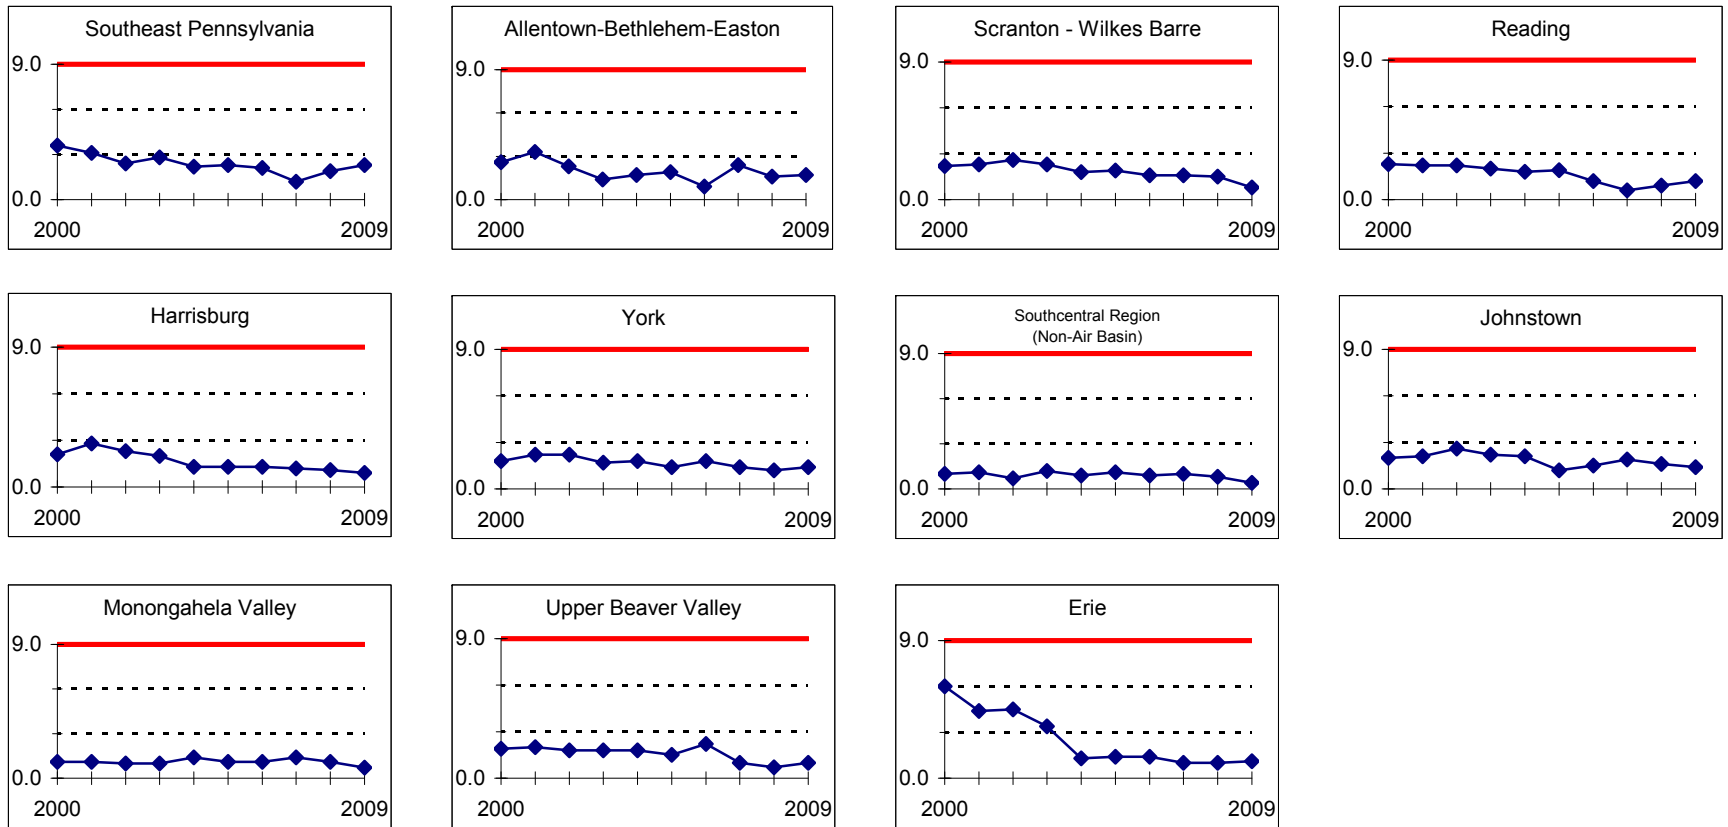 Southeast Pennsylvania
9.0
0.0
2000 2009
Allentown-Bethlehem-Easton
9.0
0.0
2000 2009
Scranton - Wilkes Barre
9.0
0.0
2000 2009
Reading
9.0
0.0
2000 2009
Harrisburg
9.0
0.0
2000 2009
York
9.0
0.0
2000 2009
Southcentral Region
(Non-Air Basin)
9.0
0.0
2000 2009
Johnstown
9.0
0.0
2000 2009
Monongahela Valley
9.0
0.0
2000 2009
Upper Beaver Valley
9.0
0.0
2000 2009
Erie
9.0
0.0
2000 2009